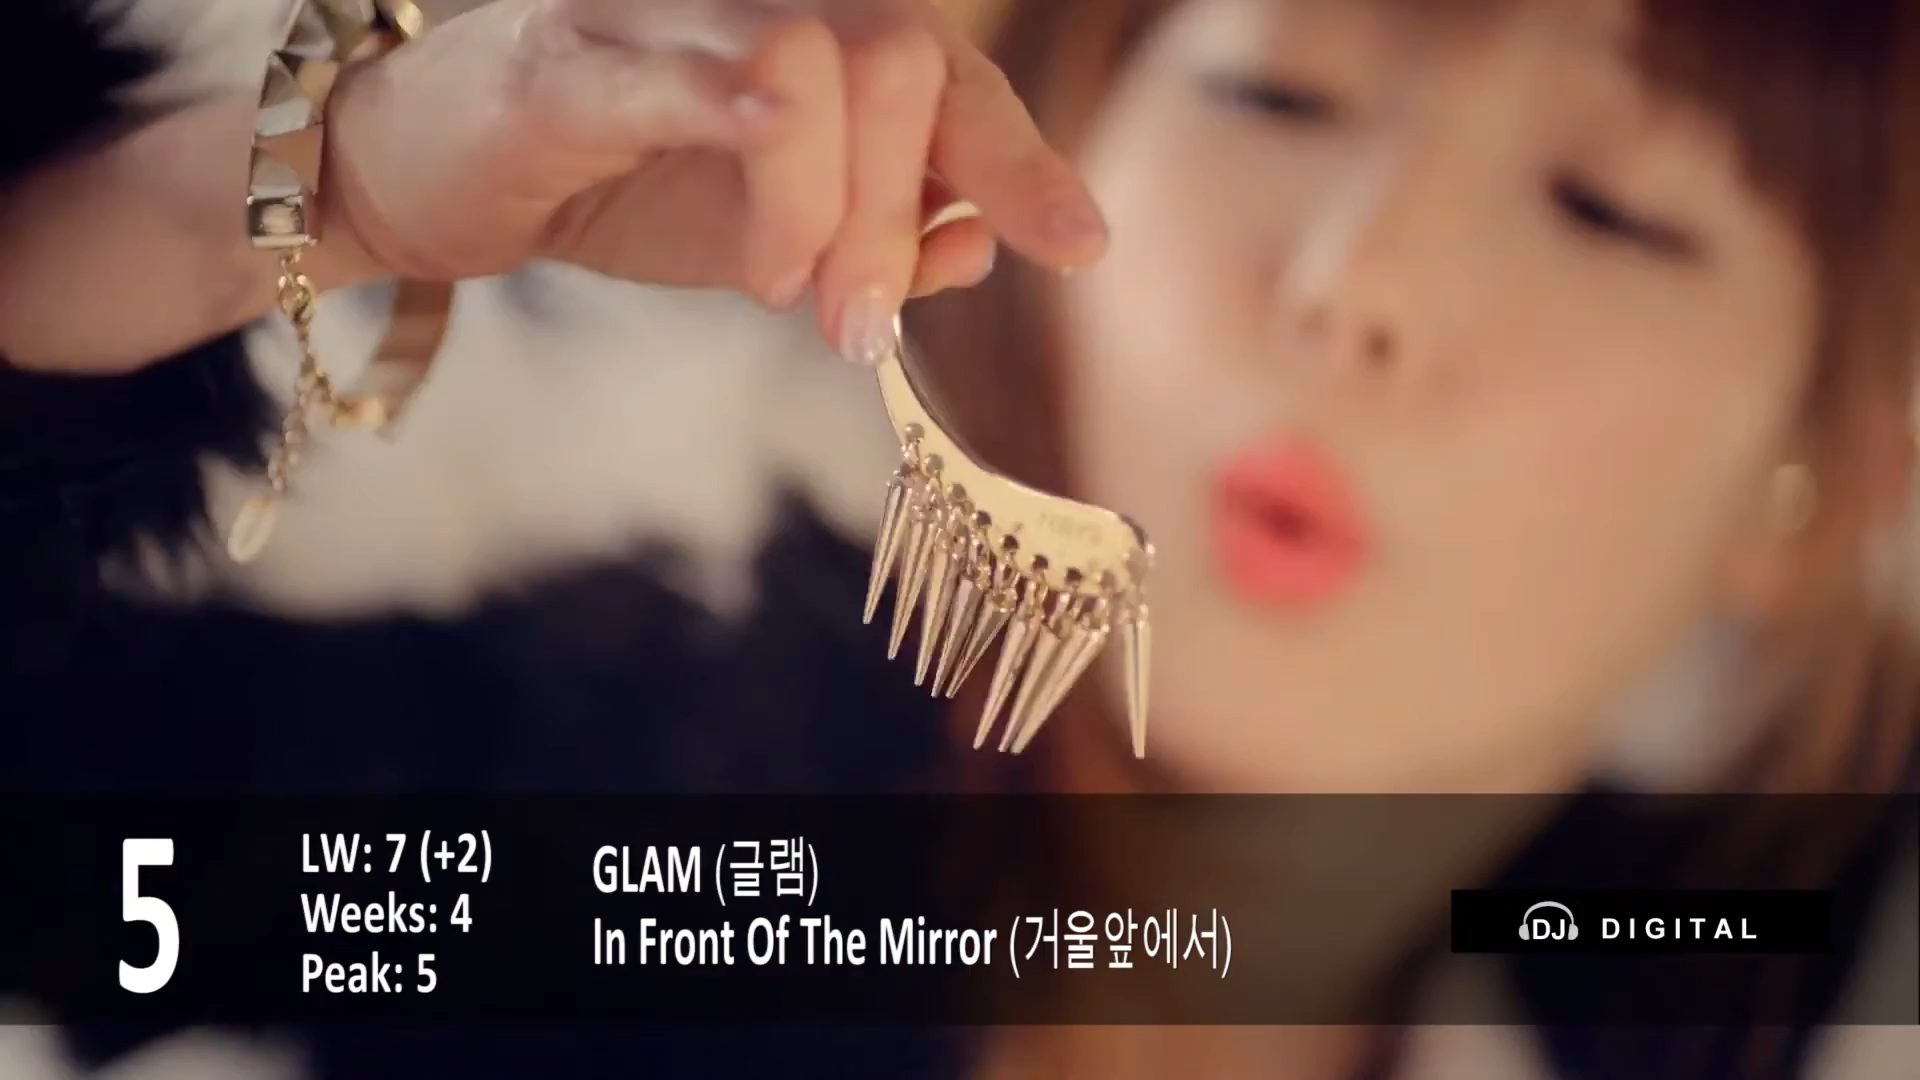 5
LW: 7 (+2)
Weeks: 4
Peak: 5
GLAM (글램)
In Front Of The Mirror (거울앞에서)
DJ DIGITAL